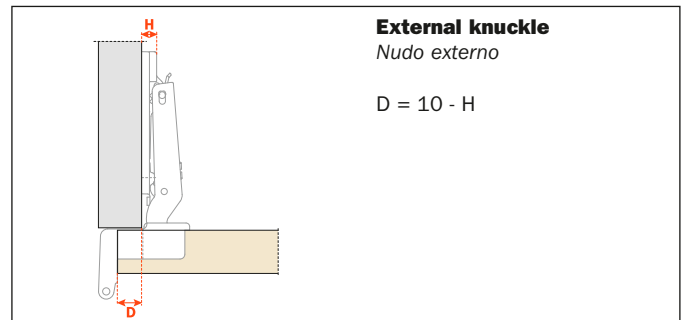 H
External knuckle
Nudo externo
D = 10 - H
D